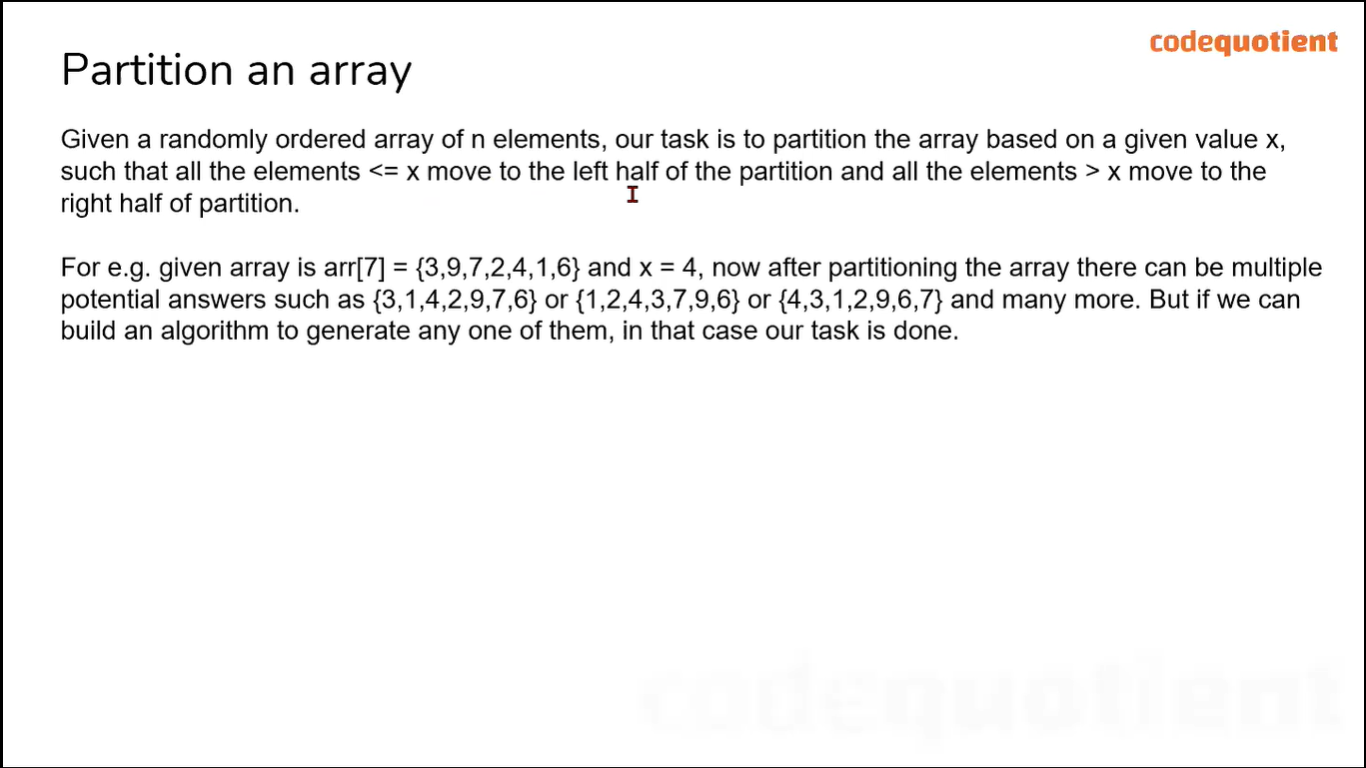 codequotient
Partition an array
Given a randomly ordered array of n elements, our task is to partition the array based on a given value x,
such that all the elements <= x move to the left half of the partition and all the elements > x move to the
right half of partition.
For e.g. given array is arr[7] = {3,9,7,2,4,1,6} and x = 4, now after partitioning the array there can be multiple
potential answers such as {3,1,4,2,9,7,6} or {1,2,4,3,7,9,6} or {4,3,1,2,9,6,7} and many more. But if we can
build an algorithm to generate any one of them, in that case our task is done.
codequotient